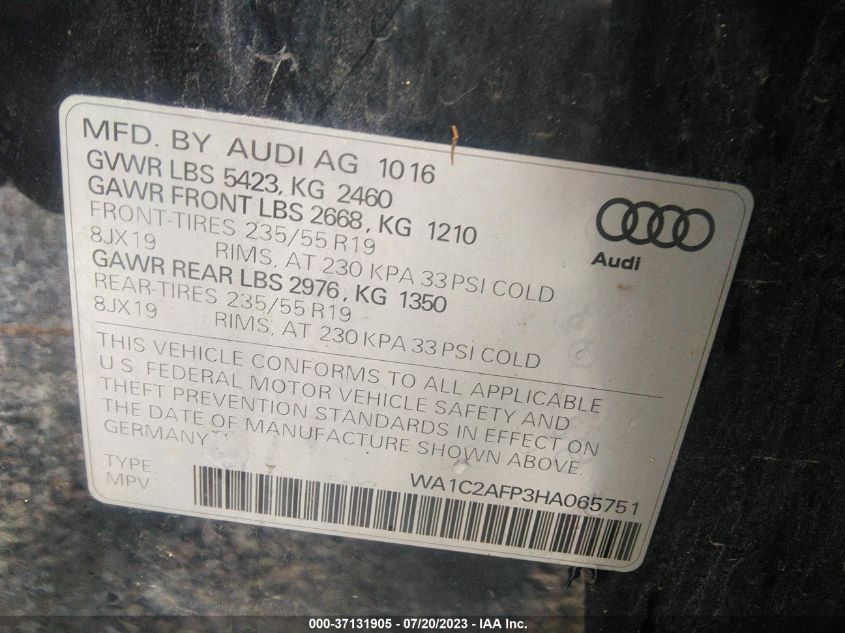 MFD. BY AUDI AG 1016
GVWR LBS 5423, KG 2460
GAWR FRONT LBS 2668, KG 1210
FRONT-TIRES 235/55 R19
8JX19 RIMS, AT 230 KPA 33 PSI COLD
GAWR REAR LBS 2976, KG 1350
REAR-TIRES 235/55 R19
8JX19 RIMS, AT 230 KPA 33 PSI COLD
Audi
THIS VEHICLE CONFORMS TO ALL APPLICABLE
U.S. FEDERAL MOTOR VEHICLE SAFETY AND
THEFT PREVENTION STANDARDS IN EFFECT ON
THE DATE OF MANUFACTURE SHOWN ABOVE.
GERMANY
TYPE: WA1C2AFP3HA065751
MPV
000-37131905 - 07/20/2023 - IAA Inc.